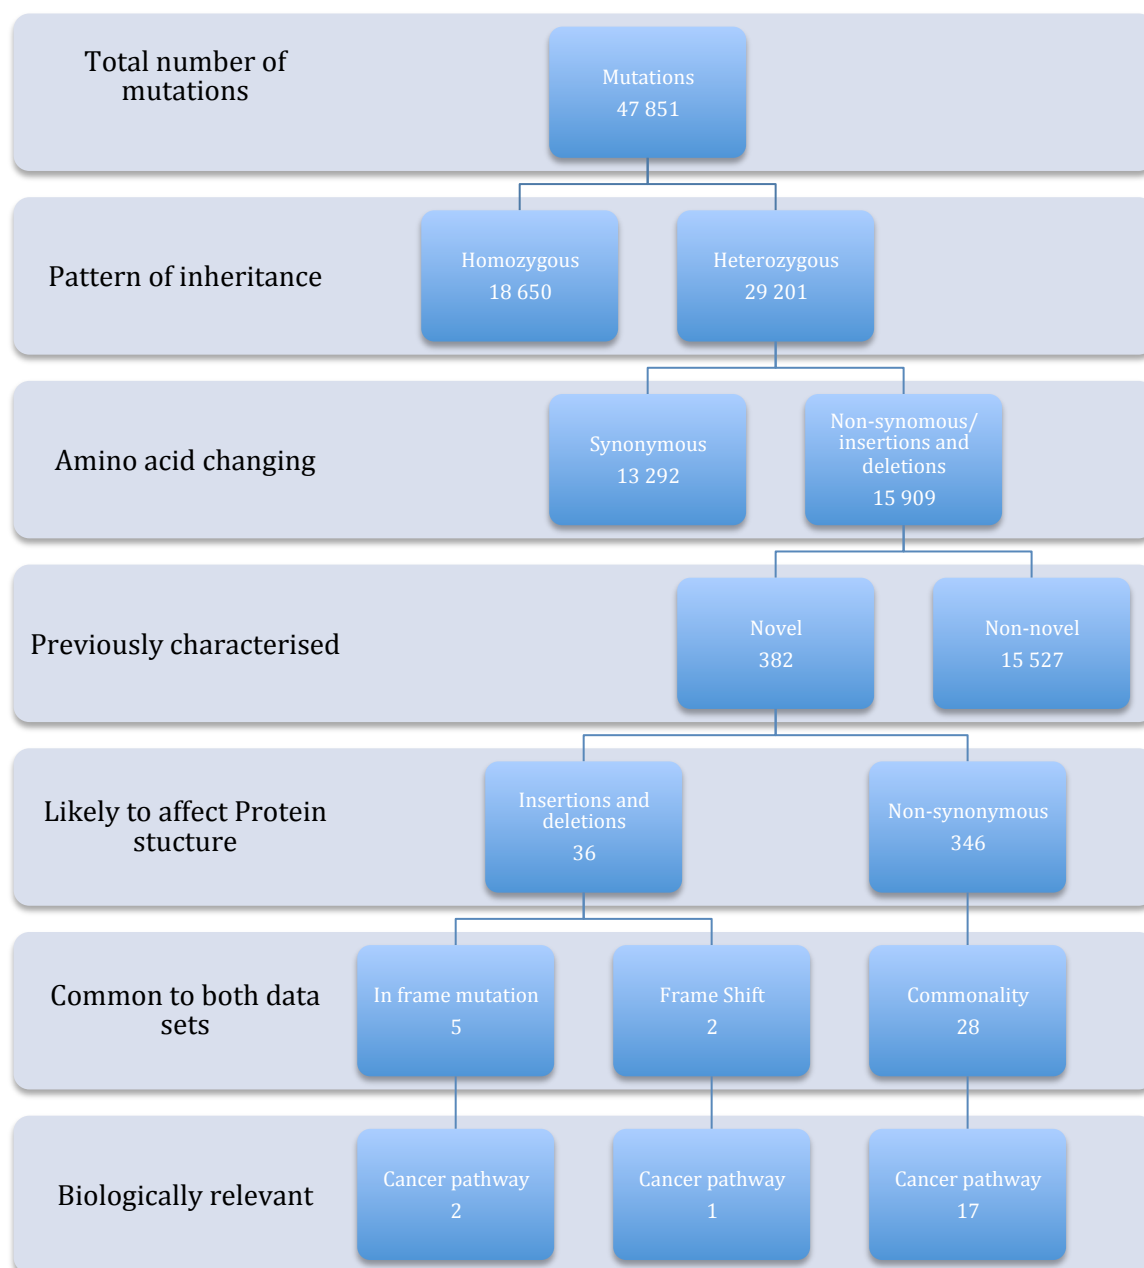 Total number of
mutations
Mutations
47 851
Pattern of inheritance
Homozygous
18 650
Heterozygous
29 201
Amino acid changing
Synonymous
13 292
Non-synomous/
insertions and
deletions
15 909
Previously characterised
Novel
382
Non-novel
15 527
Likely to affect Protein
stucture
Insertions and
deletions
36
Non-synonymous
346
Common to both data
sets
In frame mutation
5
Frame Shift
2
Commonality
28
Biologically relevant
Cancer pathway
2
Cancer pathway
1
Cancer pathway
17